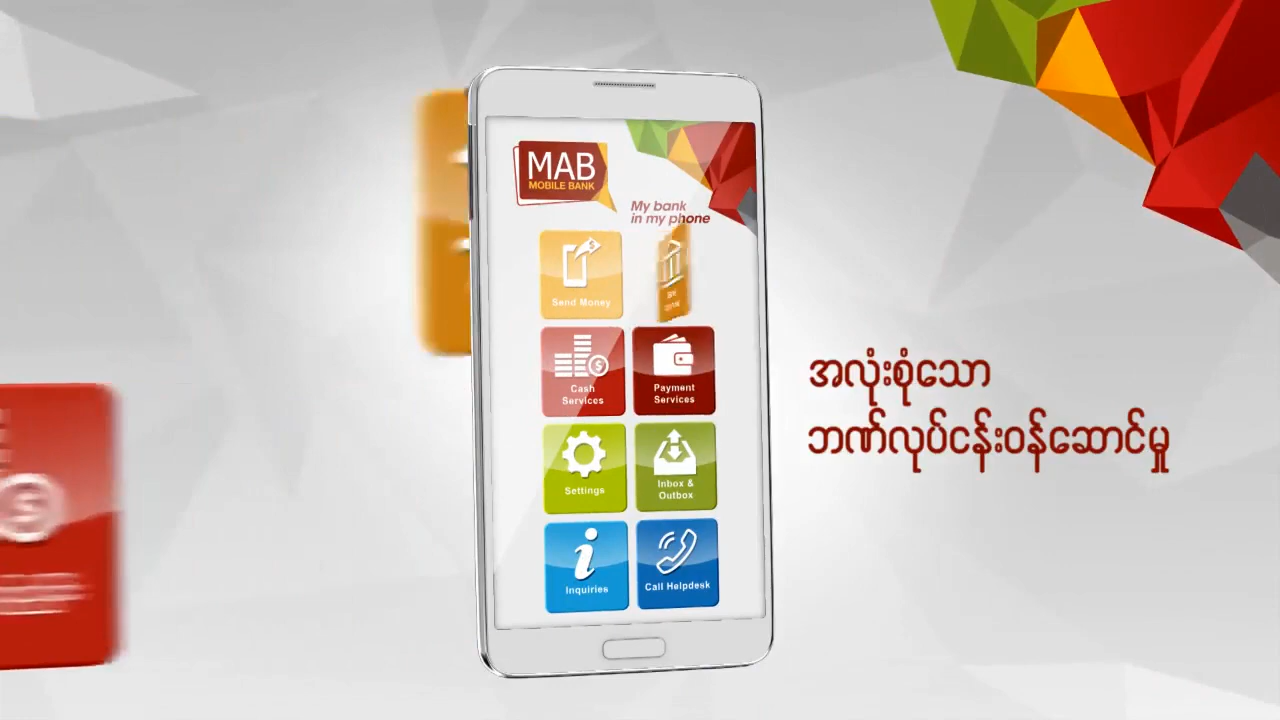 MAB
MOBILE BANK
My bank
in my phone
Send Money
Cash
Services
Payment
Services
Settings
Inbox &
Outbox
Inquiries
Call Helpdesk
အလုံးစုံသော
ဘဏ်လုပ်ငန်းဝန်ဆောင်မှု